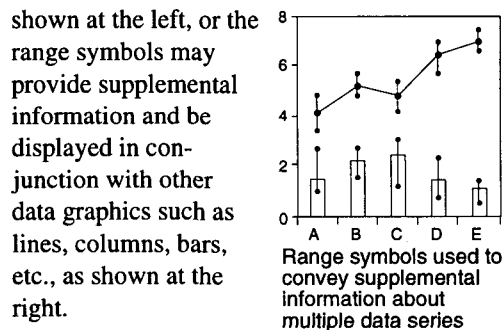 shown at the left, or the
range symbols may
provide supplemental
information and be
displayed in con-
junction with other
data graphics such as
lines, columns, bars,
etc., as shown at the
right.
8
6
4
2
0
A B C D E
Range symbols used to
convey supplemental
information about
multiple data series